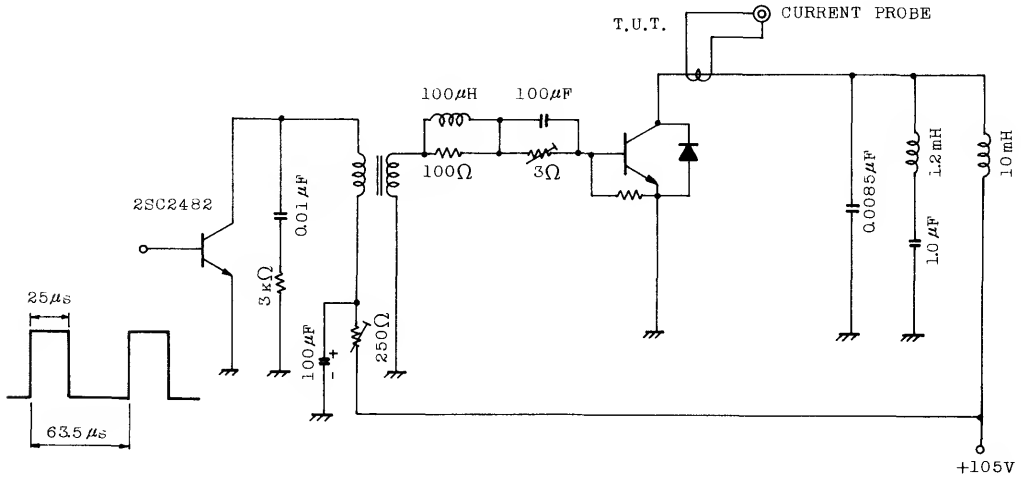 CURRENT PROBE
T.U.T.
100μH
100μF
100Ω
3Ω
2SC2482
0.01μF
3kΩ
0.0085μF
1.2mH
1.0μF
10mH
25μs
100μF
- +
250Ω
63.5μs
+105V